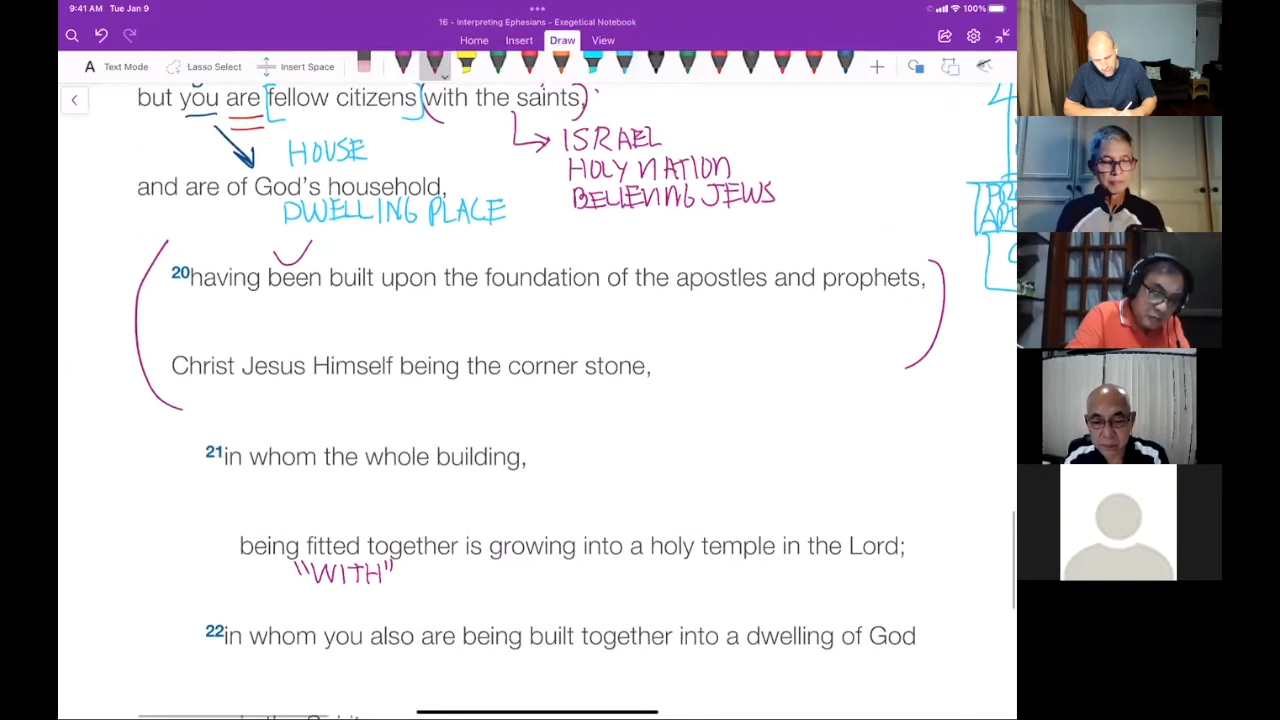 9:41 AM Tue Jan 9
100%
16 - Interpreting Ephesians - Exegetical Notebook
Home Insert Draw View
A Text Mode Lasso Select Insert Space
but you are [fellow citizens] (with the saints,)
HOUSE
ISRAEL
HOLY NATION
BELIEVING JEWS
and are of God's household,
DWELLING PLACE
20having been built upon the foundation of the apostles and prophets,
Christ Jesus Himself being the corner stone,
21in whom the whole building,
being fitted together is growing into a holy temple in the Lord;
"WITH"
22in whom you also are being built together into a dwelling of God